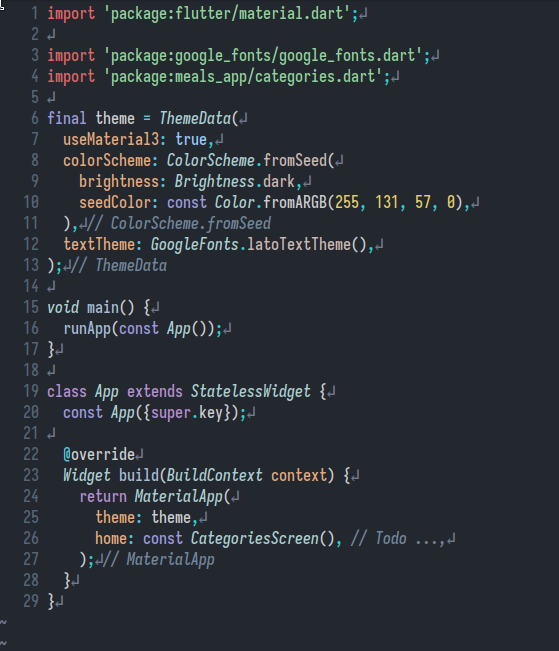 1 import 'package:flutter/material.dart';↲
2 ↲
3 import 'package:google_fonts/google_fonts.dart';↲
4 import 'package:meals_app/categories.dart';↲
5 ↲
6 final theme = ThemeData(↲
7   useMaterial3: true,↲
8   colorScheme: ColorScheme.fromSeed(↲
9     brightness: Brightness.dark,↲
10     seedColor: const Color.fromARGB(255, 131, 57, 0),↲
11   ),↲// ColorScheme.fromSeed
12   textTheme: GoogleFonts.latoTextTheme(),↲
13 );↲// ThemeData
14 ↲
15 void main() {↲
16   runApp(const App());↲
17 }↲
18 ↲
19 class App extends StatelessWidget {↲
20   const App({super.key});↲
21 ↲
22   @override↲
23   Widget build(BuildContext context) {↲
24     return MaterialApp(↲
25       theme: theme,↲
26       home: const CategoriesScreen(), // Todo ...,↲
27     );↲// MaterialApp
28   }↲
29 }↲
~
~